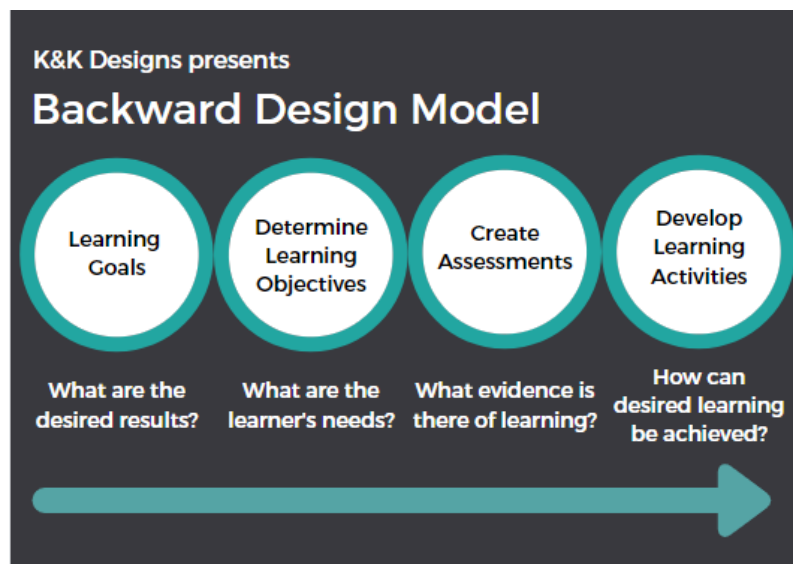 K&K Designs presents
Backward Design Model
Learning
Goals
Determine
Learning
Objectives
Create
Assessments
Develop
Learning
Activities
What are the
desired results?
What are the
learner's needs?
What evidence is
there of learning?
How can
desired learning
be achieved?